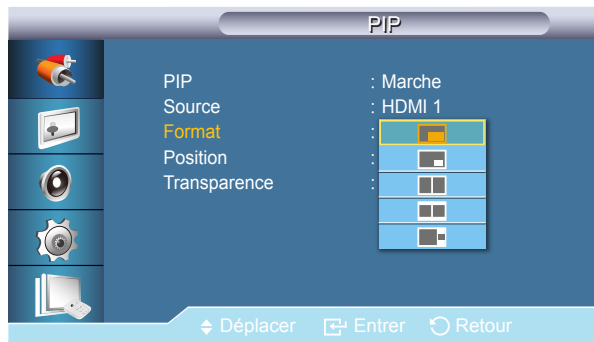 PIP
PIP : Marche
Source : HDMI 1
Format :
Position :
Transparence :
Déplacer Entrer Retour